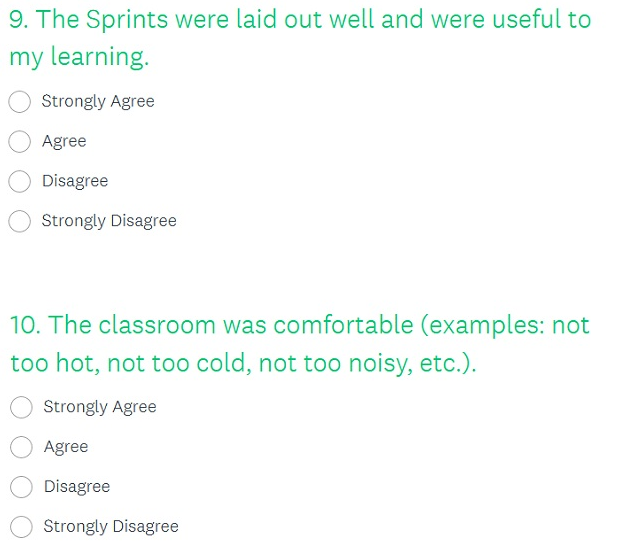 9. The Sprints were laid out well and were useful to
my learning.
Strongly Agree
Agree
Disagree
Strongly Disagree
10. The classroom was comfortable (examples: not
too hot, not too cold, not too noisy, etc.).
Strongly Agree
Agree
Disagree
Strongly Disagree